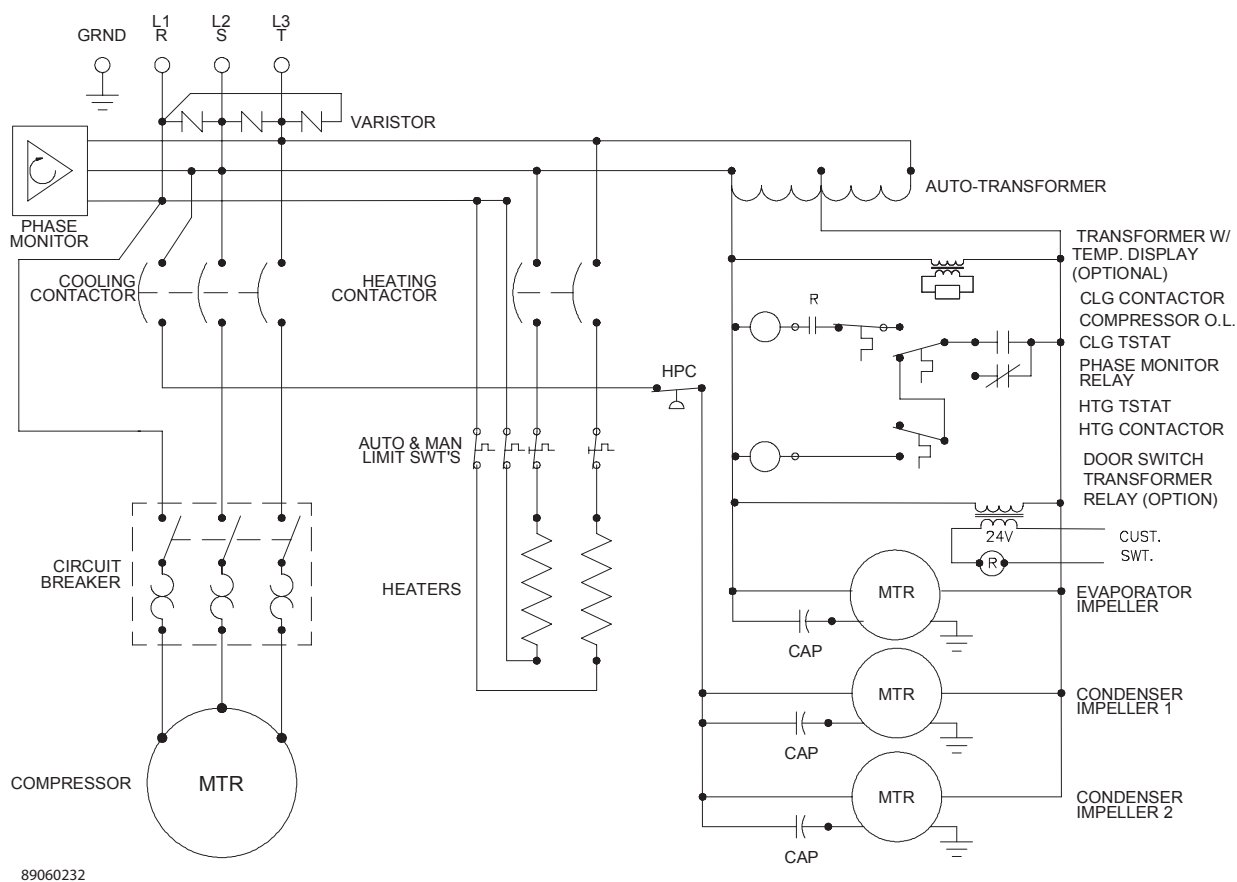 GRND
L1
R
L2
S
L3
T
VARISTOR
PHASE
MONITOR
AUTO-TRANSFORMER
COOLING
CONTACTOR
HEATING
CONTACTOR
TRANSFORMER W/
TEMP. DISPLAY
(OPTIONAL)
R
CLG CONTACTOR
COMPRESSOR O.L.
CLG TSTAT
PHASE MONITOR
RELAY
HPC
HTG TSTAT
HTG CONTACTOR
AUTO & MAN
LIMIT SWT'S
DOOR SWITCH
TRANSFORMER
RELAY (OPTION)
24V
CUST.
SWT.
R
CIRCUIT
BREAKER
HEATERS
MTR
EVAPORATOR
IMPELLER
CAP
MTR
CONDENSER
IMPELLER 1
CAP
COMPRESSOR
MTR
MTR
CONDENSER
IMPELLER 2
CAP
89060232